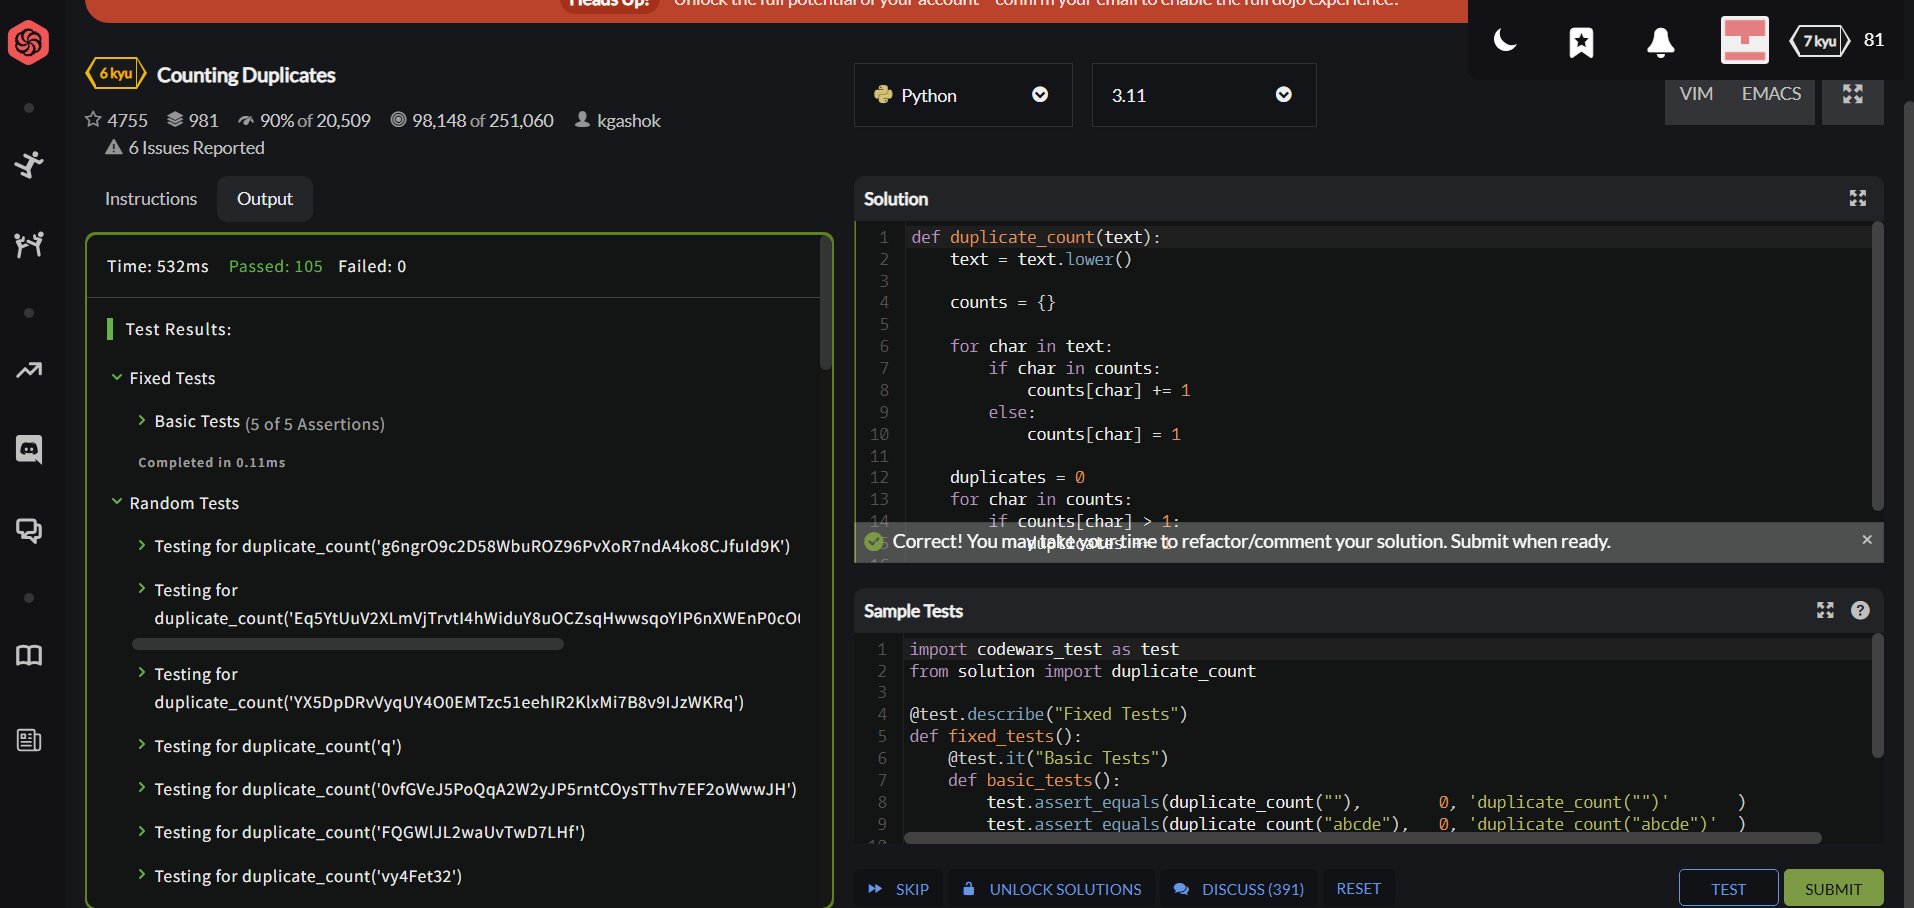 Heads Up! Unlock the full potential of your account - confirm your email to enable the full dojo experience!
7 kyu 81
6 kyu Counting Duplicates
4755 981 90% of 20,509 98,148 of 251,060 kgashok
6 Issues Reported
Python 3.11 VIM EMACS
Instructions Output
Time: 532ms Passed: 105 Failed: 0
Test Results:
Fixed Tests
Basic Tests (5 of 5 Assertions)
Completed in 0.11ms
Random Tests
Testing for duplicate_count('g6ngrO9c2D58WbuROZ96PvXoR7ndA4ko8CJfuId9K')
Testing for
duplicate_count('Eq5YtUuV2XLmVjTrvtI4hWiduY8uOCZsqHwwsqoYIP6nXWEnP0cO
Testing for
duplicate_count('YX5DpDRvVyqUY4O0EMTzc51eehIR2KlxMi7B8v9IJzWKRq')
Testing for duplicate_count('q')
Testing for duplicate_count('0vfGVeJ5PoQqA2W2yJP5rntCOysTThv7EF2oWwwJH')
Testing for duplicate_count('FQGWlJL2waUvTwD7LHf')
Testing for duplicate_count('vy4Fet32')
Solution
1 def duplicate_count(text):
2     text = text.lower()
3
4     counts = {}
5
6     for char in text:
7         if char in counts:
8             counts[char] += 1
9         else:
10             counts[char] = 1
11
12     duplicates = 0
13     for char in counts:
14         if counts[char] > 1:
15             duplicates += 1
Correct! You may take your time to refactor/comment your solution. Submit when ready.
16
Sample Tests
1 import codewars_test as test
2 from solution import duplicate_count
3
4 @test.describe("Fixed Tests")
5 def fixed_tests():
6     @test.it("Basic Tests")
7     def basic_tests():
8         test.assert_equals(duplicate_count(""), 0, 'duplicate_count("")' )
9         test.assert_equals(duplicate_count("abcde"), 0, 'duplicate_count("abcde")' )
10
SKIP UNLOCK SOLUTIONS DISCUSS (391) RESET TEST SUBMIT